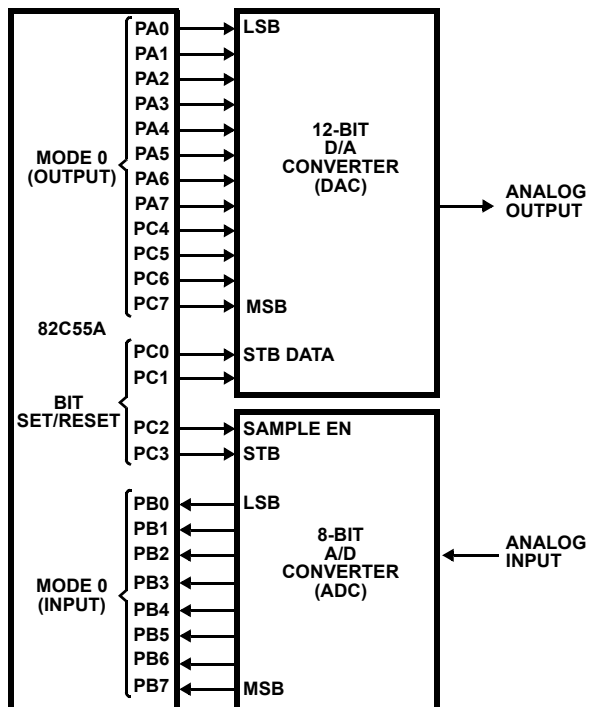 PA0
PA1
PA2
PA3
PA4
PA5
PA6
PA7
PC4
PC5
PC6
PC7
MODE 0
(OUTPUT)
LSB
12-BIT
D/A
CONVERTER
(DAC)
MSB
ANALOG
OUTPUT
82C55A
PC0
PC1
PC2
PC3
BIT
SET/RESET
STB DATA
SAMPLE EN
STB
PB0
PB1
PB2
PB3
PB4
PB5
PB6
PB7
MODE 0
(INPUT)
LSB
8-BIT
A/D
CONVERTER
(ADC)
MSB
ANALOG
INPUT